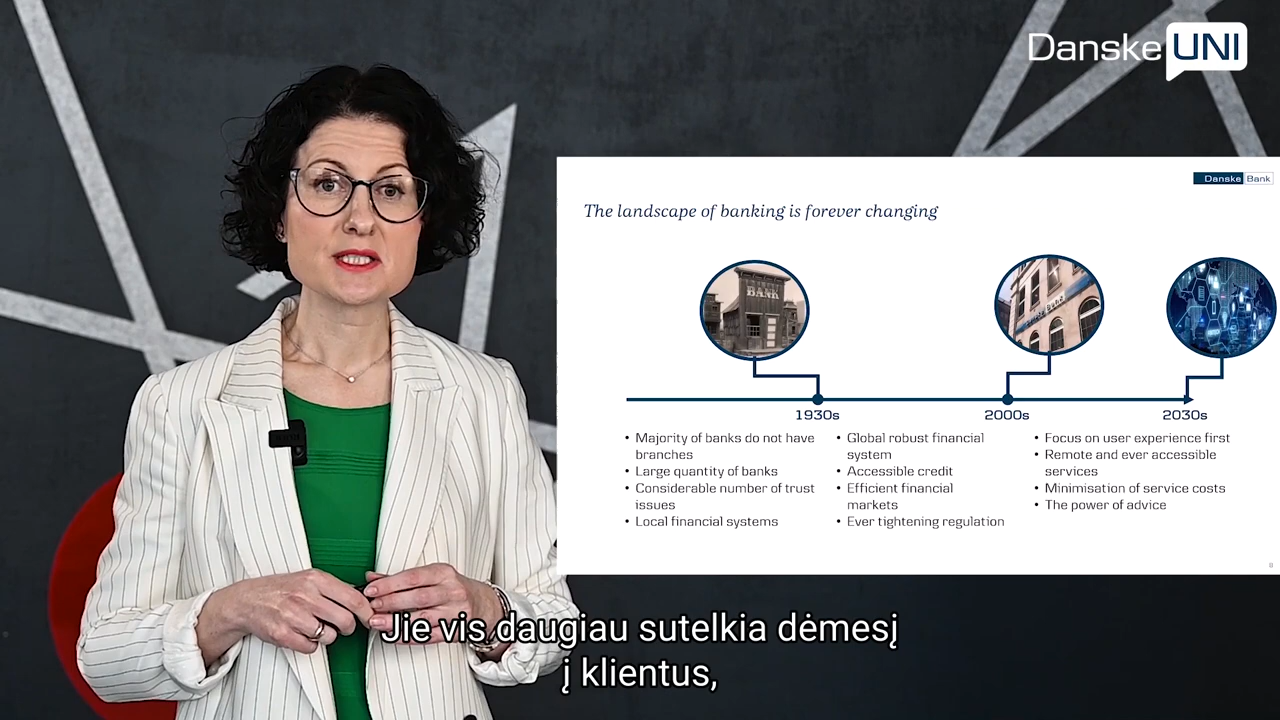 Danske UNI
Danske Bank
The landscape of banking is forever changing
BANK
1930s
2000s
2030s
• Majority of banks do not have
branches
• Large quantity of banks
• Considerable number of trust
issues
• Local financial systems
• Global robust financial
system
• Accessible credit
• Efficient financial
markets
• Ever tightening regulation
• Focus on user experience first
• Remote and ever accessible
services
• Minimisation of service costs
• The power of advice
8
Jie vis daugiau sutelkia dėmesį
į klientus,